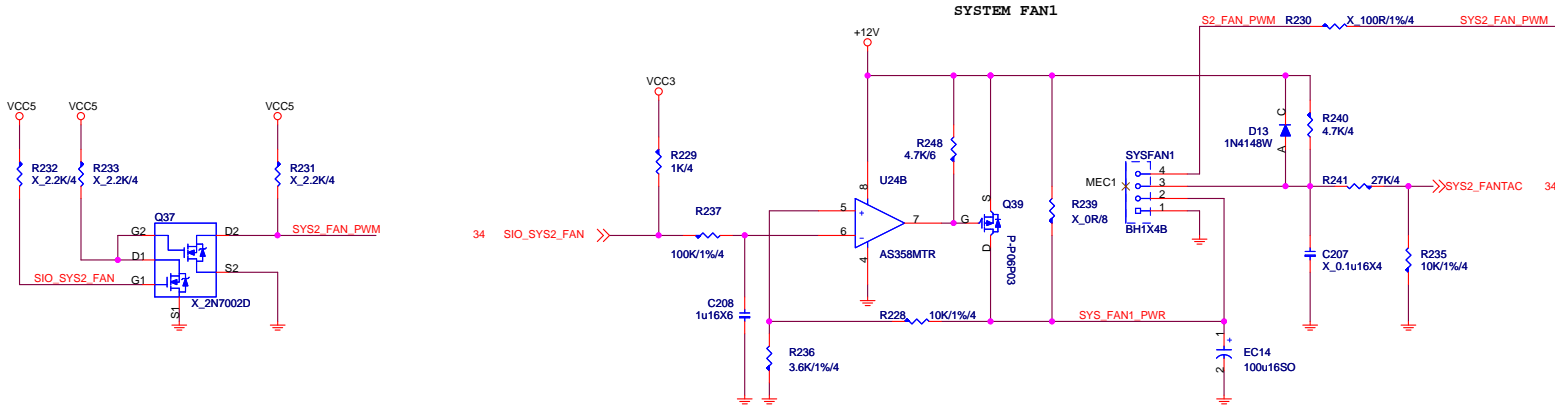 SYSTEM FAN1
S2_FAN_PWM R230 X_100R/1%/4 SYS2_FAN_PWM
+12V
VCC3
VCC5 VCC5 VCC5
R232
X_2.2K/4
R233
X_2.2K/4
R231
X_2.2K/4
Q37
G2
D1
G1
D2
S2
S1
X_2N7002D
SIO_SYS2_FAN
SYS2_FAN_PWM
34 SIO_SYS2_FAN
R229
1K/4
R237
100K/1%/4
C208
1u16X6
R236
3.6K/1%/4
R228 10K/1%/4
U24B
5
6
7
8
4
+
−
AS358MTR
R248
4.7K/6
Q39
S
G
D
P-P06P03
R239
X_0R/8
SYS_FAN1_PWR
SYSFAN1
MEC1
4
3
2
1
BH1X4B
D13
1N4148W
C
A
R240
4.7K/4
R241 27K/4
SYS2_FANTAC 34
C207
X_0.1u16X4
R235
10K/1%/4
1
+
2
EC14
100u16SO